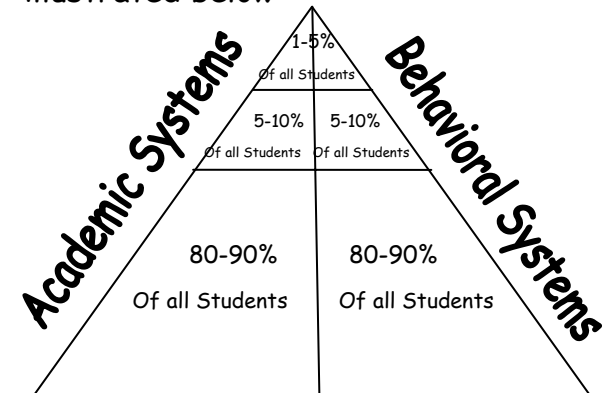 illustrated below
1-5%
Of all Students
Academic Systems
Behavioral Systems
5-10% 5-10%
Of all Students Of all Students
80-90% 80-90%
Of all Students Of all Students